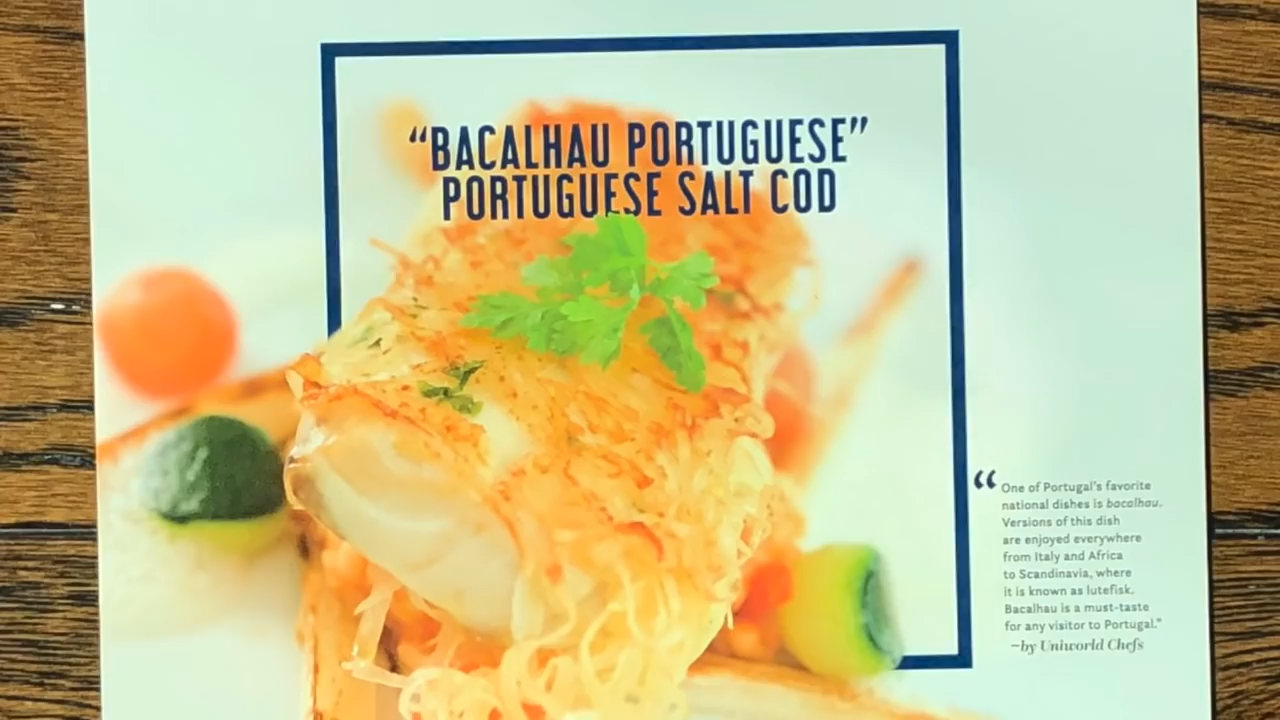 “BACALHAU PORTUGUESE”
PORTUGUESE SALT COD
“ One of Portugal's favorite
national dishes is bacalhau.
Versions of this dish
are enjoyed everywhere
from Italy and Africa
to Scandinavia, where
it is known as lutefisk.
Bacalhau is a must-taste
for any visitor to Portugal.”
—by Uniworld Chefs